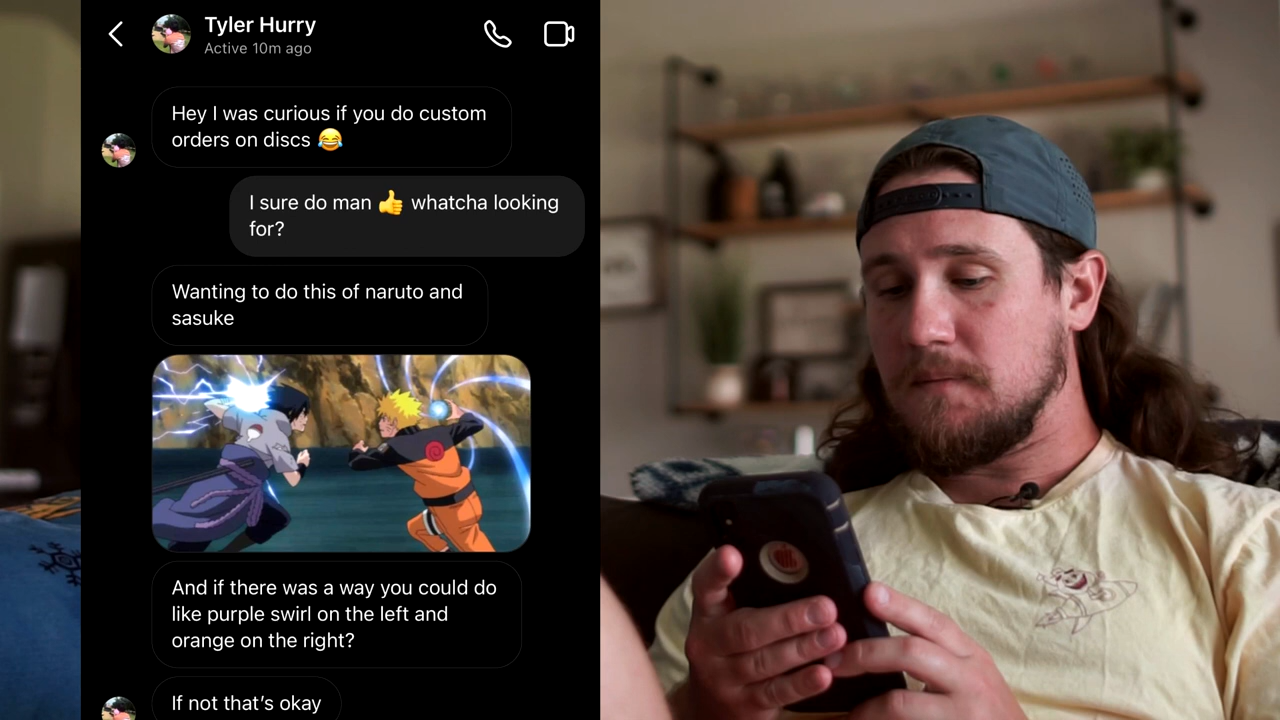 Tyler Hurry
Active 10m ago
Hey I was curious if you do custom
orders on discs 😂
I sure do man 👍 whatcha looking
for?
Wanting to do this of naruto and
sasuke
And if there was a way you could do
like purple swirl on the left and
orange on the right?
If not that’s okay